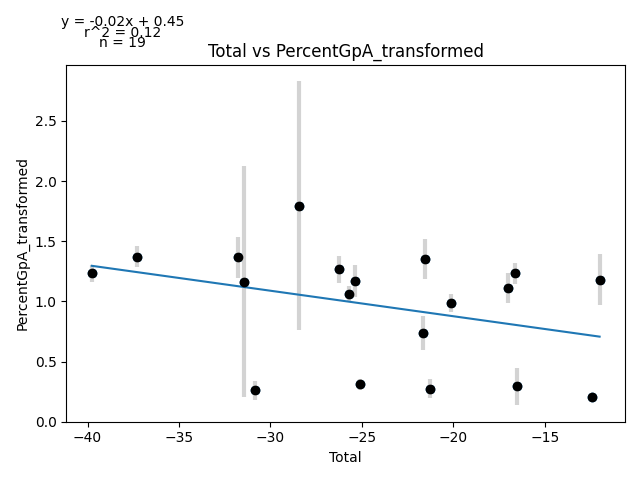 y = -0.02x + 0.45
r^2 = 0.12
n = 19
Total vs PercentGpA_transformed
PercentGpA_transformed
2.5
2.0
1.5
1.0
0.5
0.0
−40
−35
−30
−25
−20
−15
Total